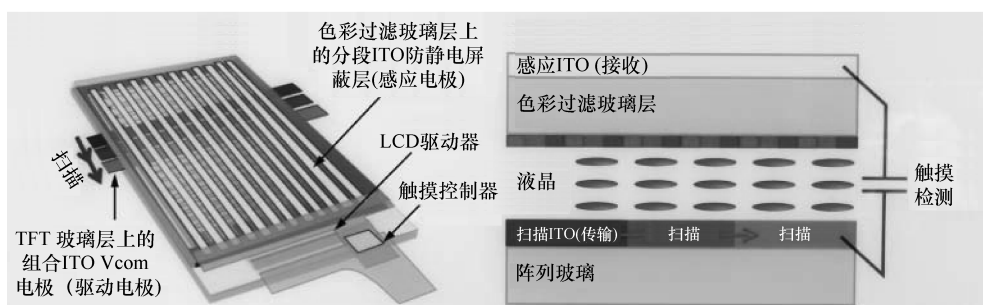 色彩过滤玻璃层上
的分段ITO防静电屏
蔽层(感应电极)
LCD驱动器
扫描
触摸控制器
TFT 玻璃层上的
组合ITO Vcom
电极（驱动电极）
感应ITO (接收)
色彩过滤玻璃层
液晶
触摸
检测
扫描ITO(传输)
扫描
扫描
阵列玻璃